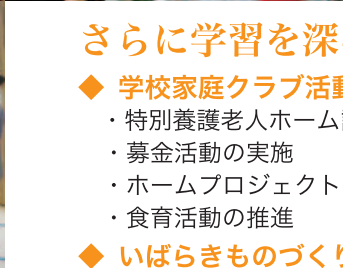 さらに学習を深
◆ 学校家庭クラブ活動
・特別養護老人ホーム
・募金活動の実施
・ホームプロジェクト
・食育活動の推進
◆ いばらきものづくり